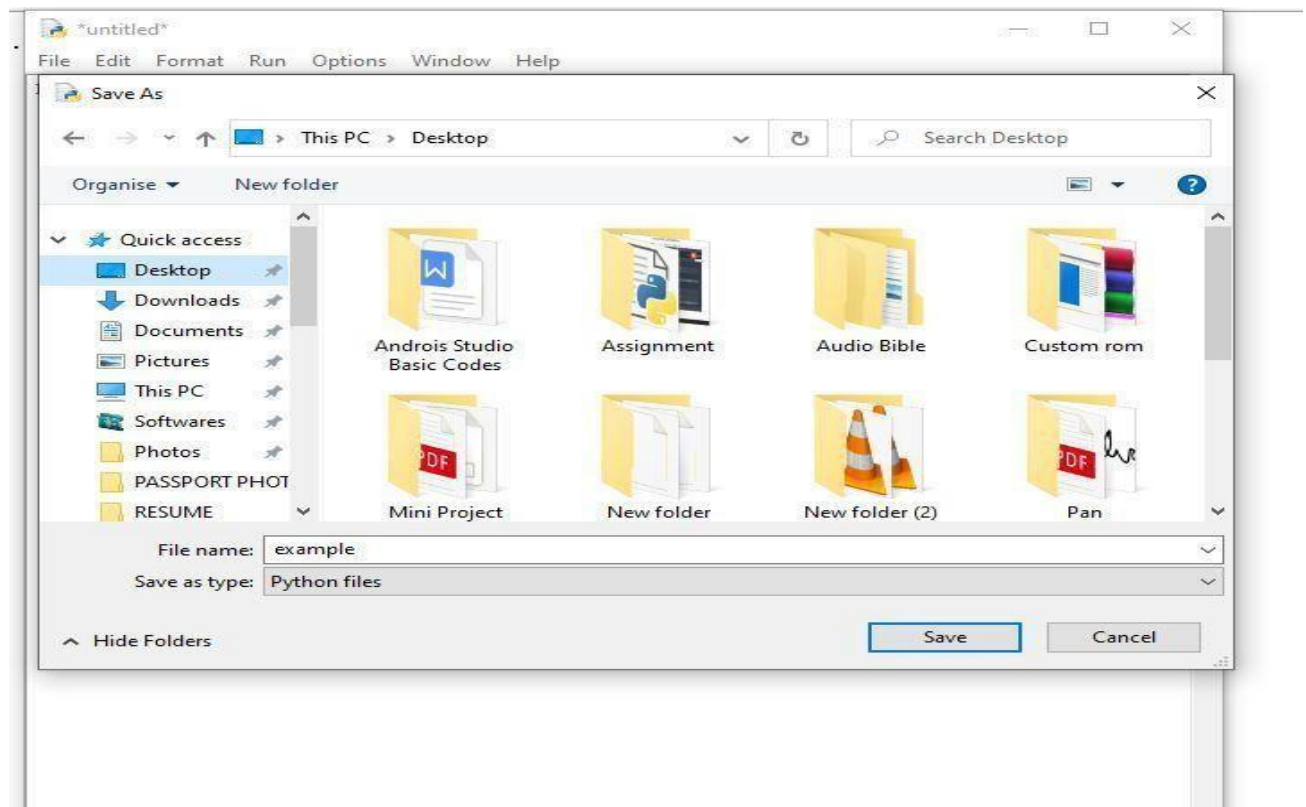 *untitled*
File Edit Format Run Options Window Help
Save As
This PC > Desktop
Search Desktop
Organise New folder
Quick access
Desktop
Downloads
Documents
Pictures
This PC
Softwares
Photos
PASSPORT PHOT
RESUME
Androis Studio
Basic Codes
Assignment
Audio Bible
Custom rom
PDF
Mini Project
New folder
New folder (2)
PDF
Pan
File name: example
Save as type: Python files
Hide Folders
Save Cancel